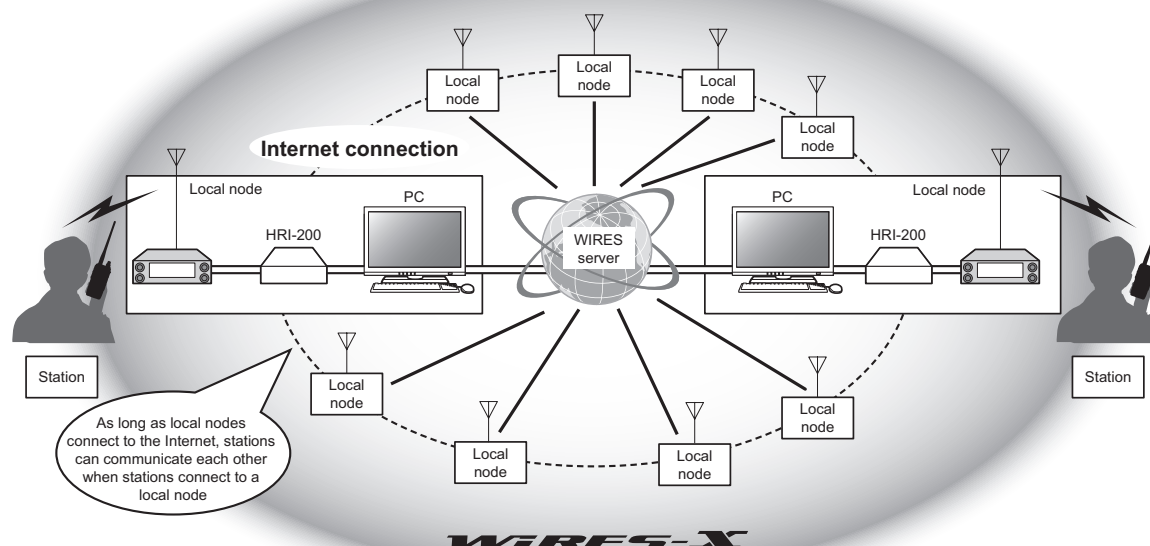 Local
node
Local
node
Local
node
Local
node
Internet connection
Local node
PC
HRI-200
WIRES
server
PC
HRI-200
Local node
Station
Station
Local
node
Local
node
Local
node
Local
node
As long as local nodes
connect to the Internet, stations
can communicate each other
when stations connect to a
local node
WiRES-X